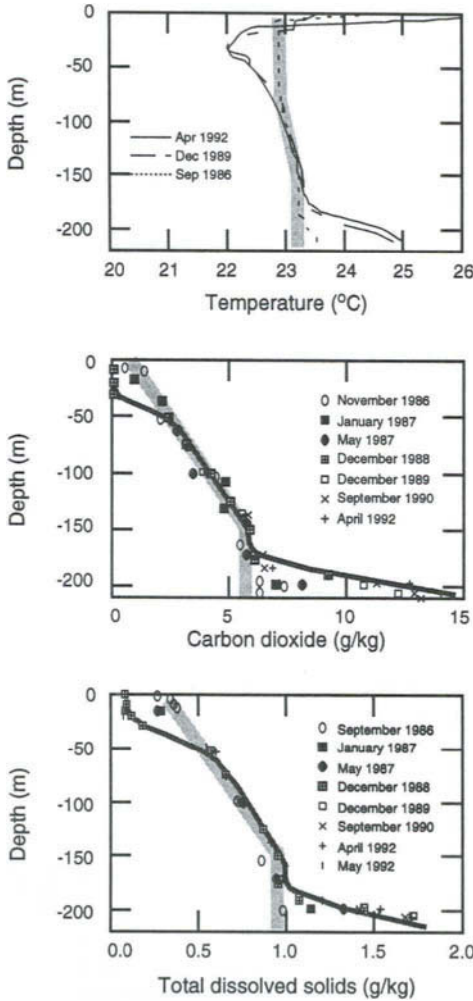 0
-50
-100
-150
-200
Depth (m)
Apr 1992
Dec 1989
Sep 1986
20 21 22 23 24 25 26
Temperature (°C)
0
-50
-100
-150
-200
Depth (m)
November 1986
January 1987
May 1987
December 1988
December 1989
September 1990
April 1992
0 5 10 15
Carbon dioxide (g/kg)
0
-50
-100
-150
-200
Depth (m)
September 1986
January 1987
May 1987
December 1988
December 1989
September 1990
April 1992
May 1992
0.0 0.5 1.0 1.5 2.0
Total dissolved solids (g/kg)